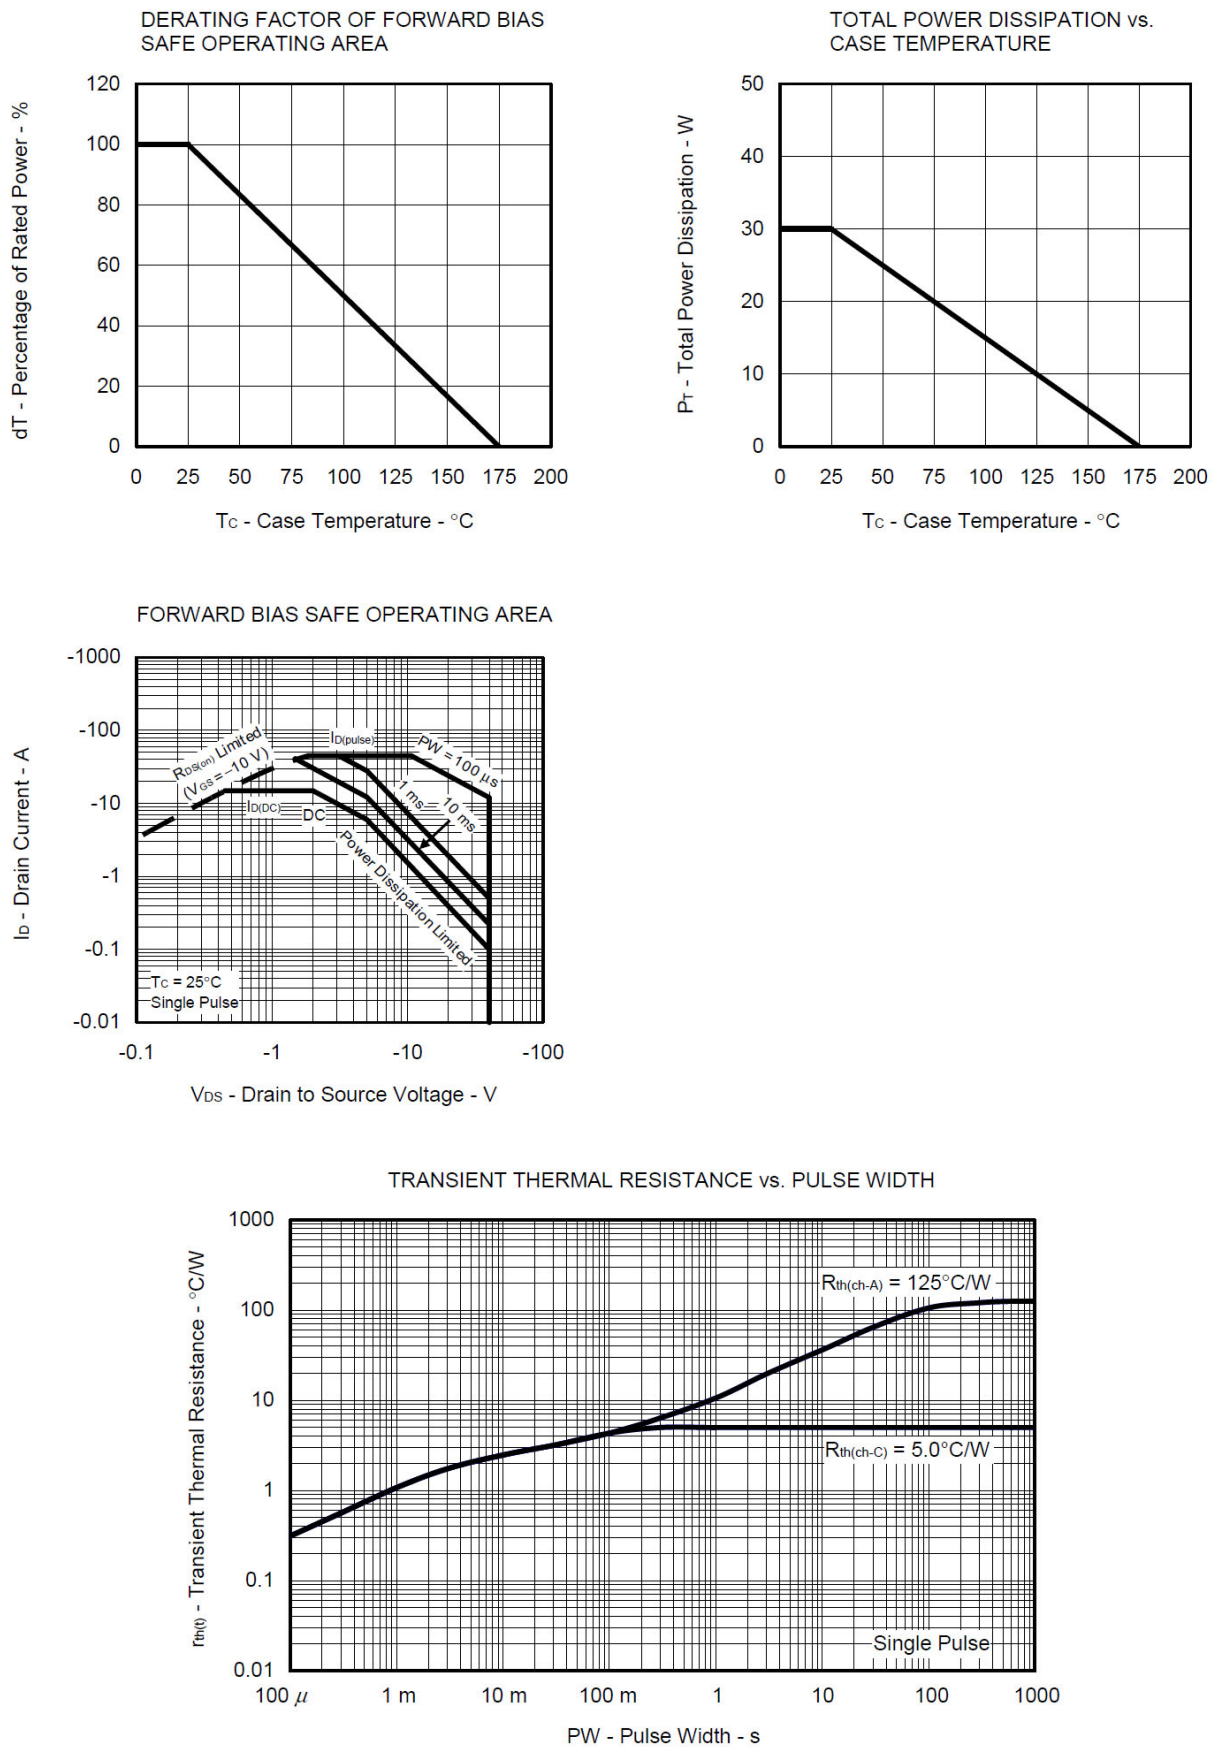 DERATING FACTOR OF FORWARD BIAS
SAFE OPERATING AREA
dT - Percentage of Rated Power - %
120
100
80
60
40
20
0
0 25 50 75 100 125 150 175 200
TC - Case Temperature - °C
TOTAL POWER DISSIPATION vs.
CASE TEMPERATURE
PT - Total Power Dissipation - W
50
40
30
20
10
0
0 25 50 75 100 125 150 175 200
TC - Case Temperature - °C
FORWARD BIAS SAFE OPERATING AREA
ID - Drain Current - A
-1000
-100
-10
-1
-0.1
-0.01
RDS(on) Limited
(VGS = −10 V)
ID(pulse)
PW = 100 μs
1 ms
10 ms
ID(DC)
DC
Power Dissipation Limited
TC = 25°C
Single Pulse
-0.1 -1 -10 -100
VDS - Drain to Source Voltage - V
TRANSIENT THERMAL RESISTANCE vs. PULSE WIDTH
rth(t) - Transient Thermal Resistance - °C/W
1000
100
10
1
0.1
0.01
Rth(ch-A) = 125°C/W
Rth(ch-C) = 5.0°C/W
Single Pulse
100 μ 1 m 10 m 100 m 1 10 100 1000
PW - Pulse Width - s